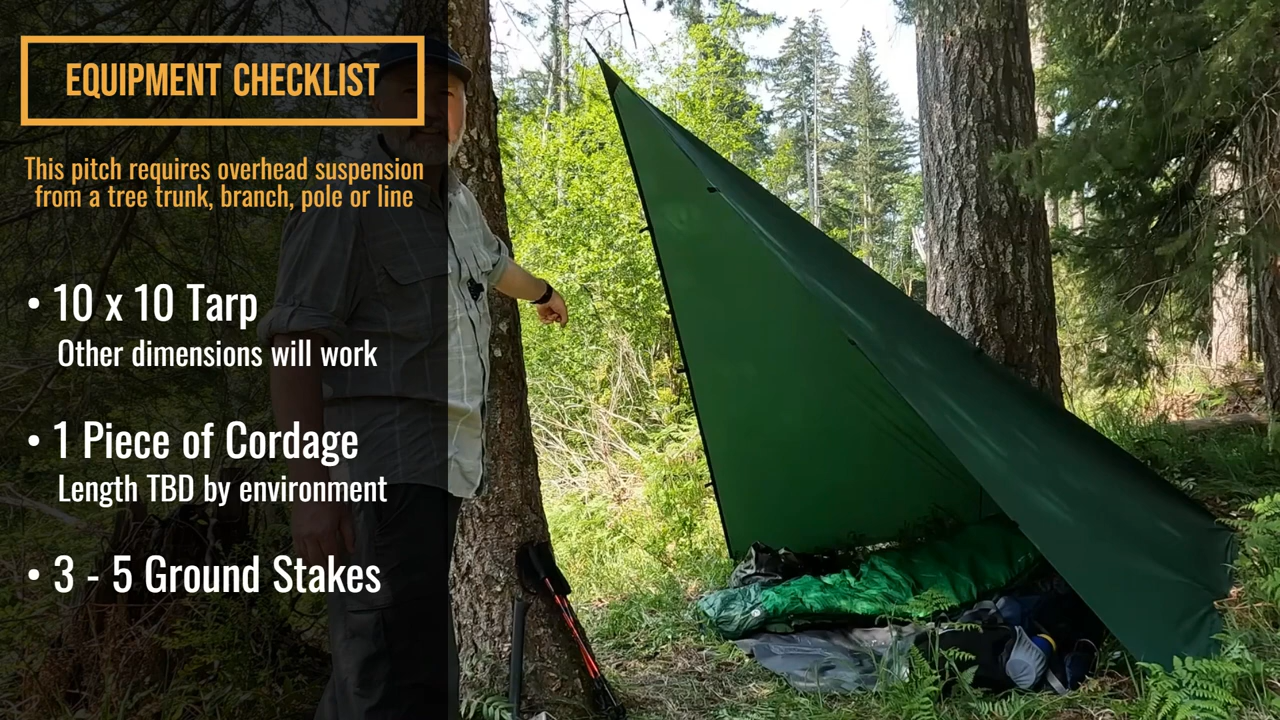 EQUIPMENT CHECKLIST
This pitch requires overhead suspension
from a tree trunk, branch, pole or line
• 10 x 10 Tarp
Other dimensions will work
• 1 Piece of Cordage
Length TBD by environment
• 3 - 5 Ground Stakes